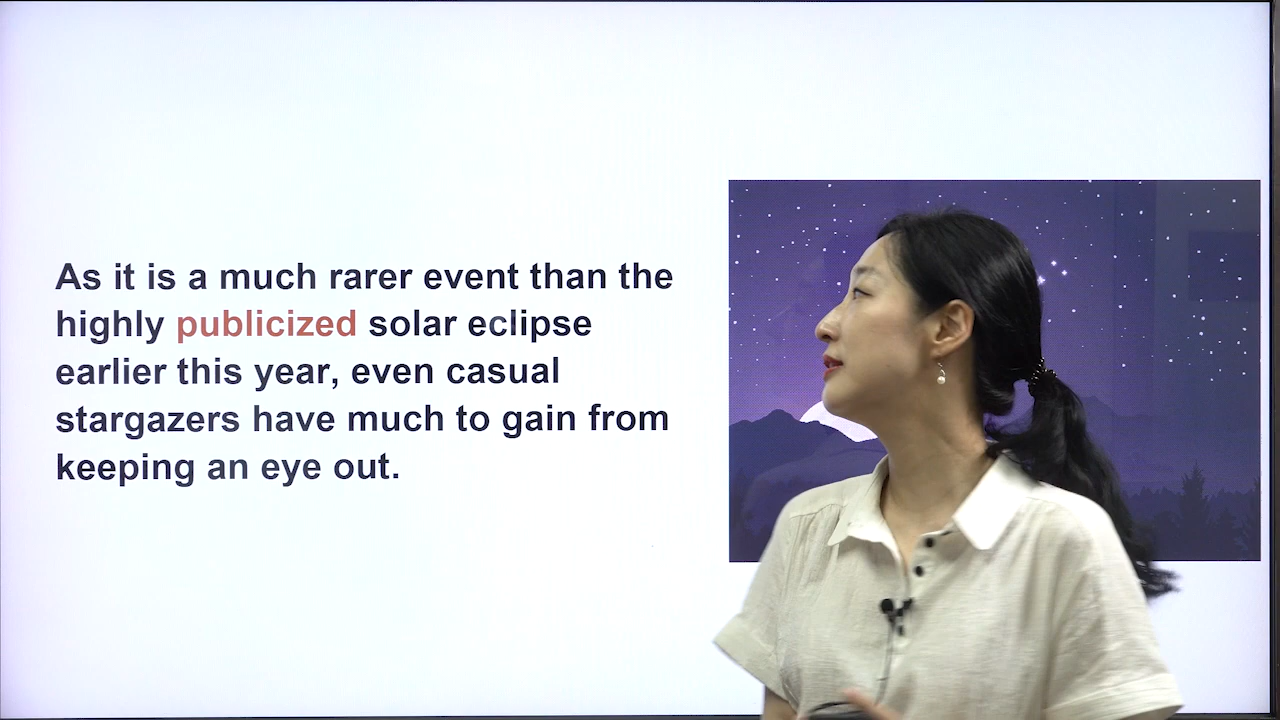 As it is a much rarer event than the
highly publicized solar eclipse
earlier this year, even casual
stargazers have much to gain from
keeping an eye out.